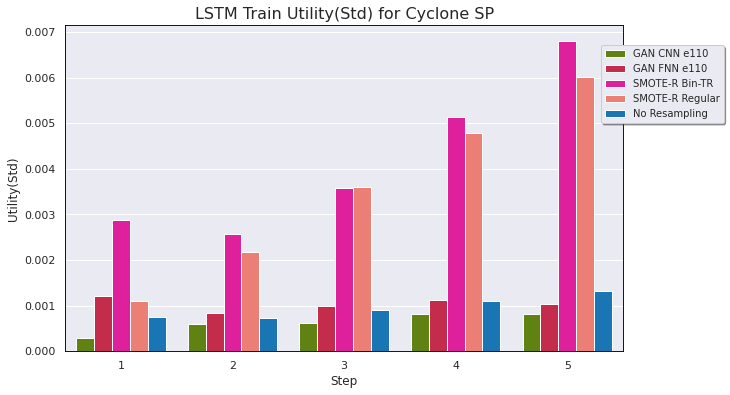 LSTM Train Utility(Std) for Cyclone SP
GAN CNN e110
GAN FNN e110
SMOTE-R Bin-TR
SMOTE-R Regular
No Resampling
Utility(Std)
0.007
0.006
0.005
0.004
0.003
0.002
0.001
0.000
1 2 3 4 5
Step